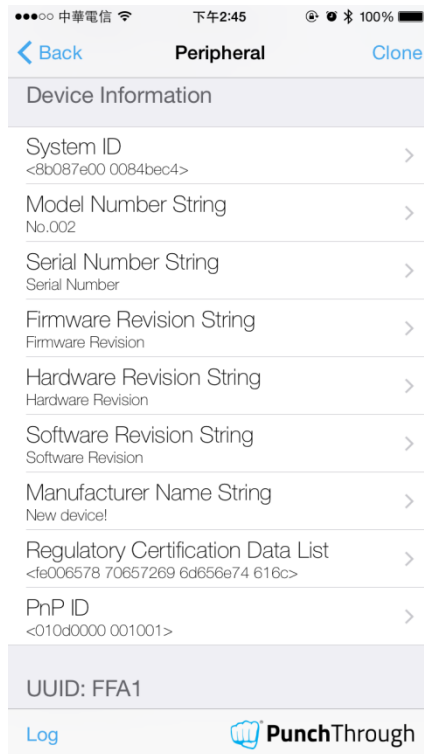 中華電信 下午2:45 100%
Back Peripheral Clone
Device Information
System ID
<8b087e00 0084bec4>
Model Number String
No.002
Serial Number String
Serial Number
Firmware Revision String
Firmware Revision
Hardware Revision String
Hardware Revision
Software Revision String
Software Revision
Manufacturer Name String
New device!
Regulatory Certification Data List
<fe006578 70657269 6d656e74 616c>
PnP ID
<010d0000 001001>
UUID: FFA1
Log PunchThrough